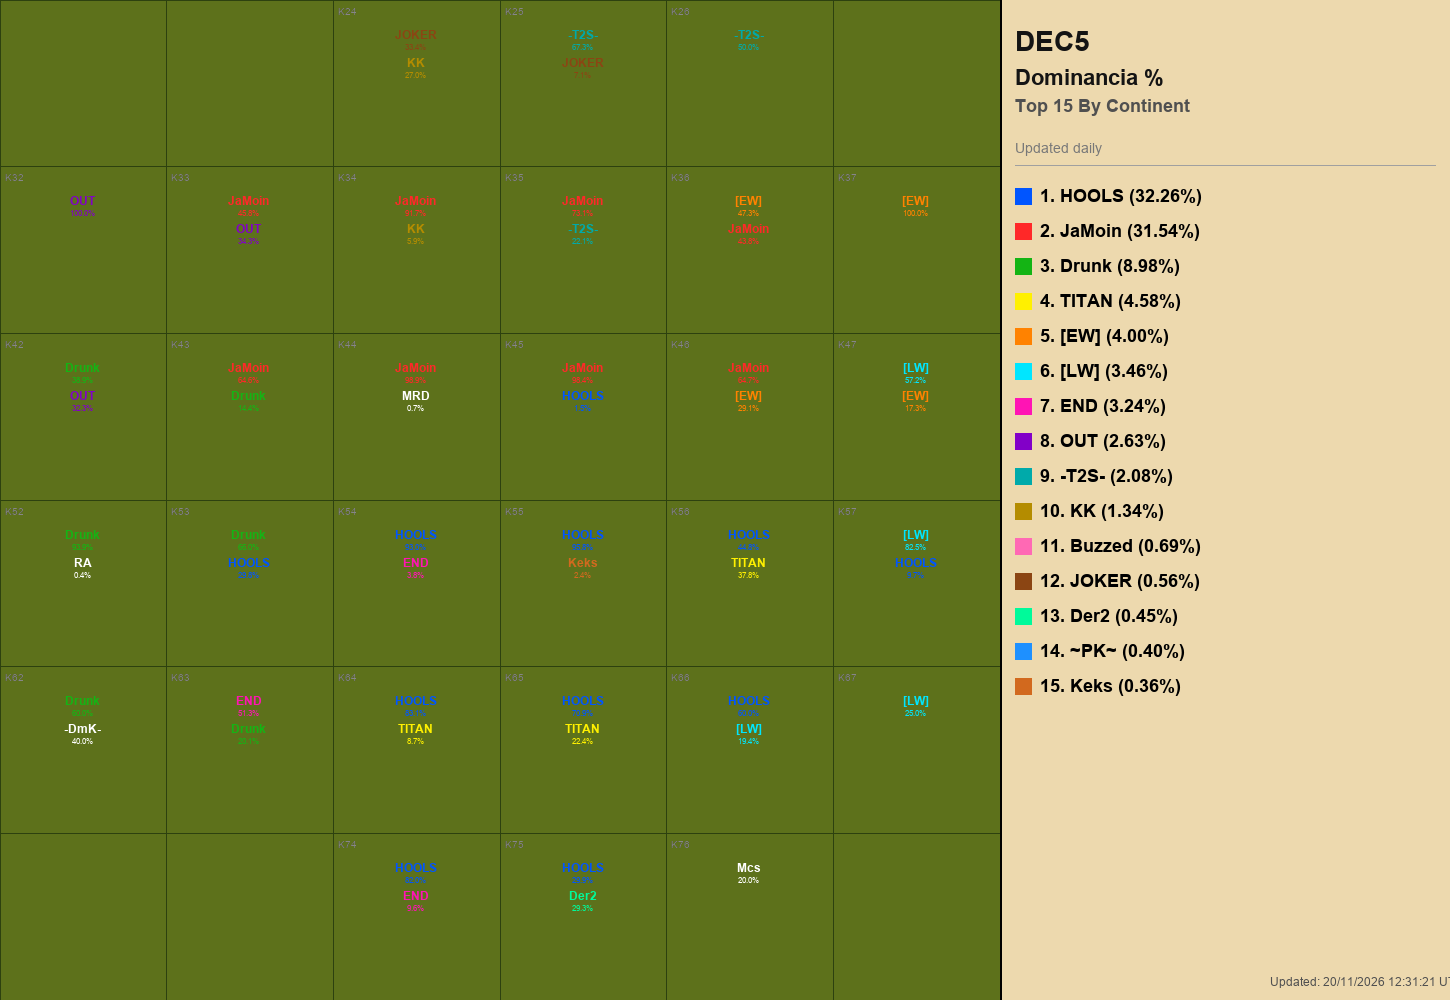 K24
JOKER
KK
27.0%
K25
-T2S-
67.3%
JOKER
7.1%
K26
-T2S-
50.0%
K32
OUT
100.0%
K33
JaMoin
OUT
34.3%
K34
JaMoin
KK
5.9%
K35
JaMoin
-T2S-
22.1%
K36
[EW]
47.3%
JaMoin
K37
[EW]
100.0%
K42
Drunk
OUT
32.3%
K43
JaMoin
Drunk
K44
JaMoin
MRD
0.7%
K45
JaMoin
HOOLS
K46
JaMoin
[EW]
29.1%
K47
[LW]
57.2%
[EW]
17.3%
K52
Drunk
RA
0.4%
K53
Drunk
HOOLS
K54
HOOLS
END
K55
HOOLS
Keks
2.4%
K56
HOOLS
TITAN
37.8%
K57
[LW]
82.5%
HOOLS
K62
Drunk
-DmK-
40.0%
K63
END
Drunk
K64
HOOLS
TITAN
8.7%
K65
HOOLS
TITAN
22.4%
K66
HOOLS
[LW]
19.4%
K67
[LW]
25.0%
K74
HOOLS
END
K75
HOOLS
Der2
29.3%
K76
Mcs
20.0%
DEC5
Dominancia %
Top 15 By Continent
Updated daily
1. HOOLS (32.26%)
2. JaMoin (31.54%)
3. Drunk (8.98%)
4. TITAN (4.58%)
5. [EW] (4.00%)
6. [LW] (3.46%)
7. END (3.24%)
8. OUT (2.63%)
9. -T2S- (2.08%)
10. KK (1.34%)
11. Buzzed (0.69%)
12. JOKER (0.56%)
13. Der2 (0.45%)
14. ~PK~ (0.40%)
15. Keks (0.36%)
Updated: 20/11/2026 12:31:21